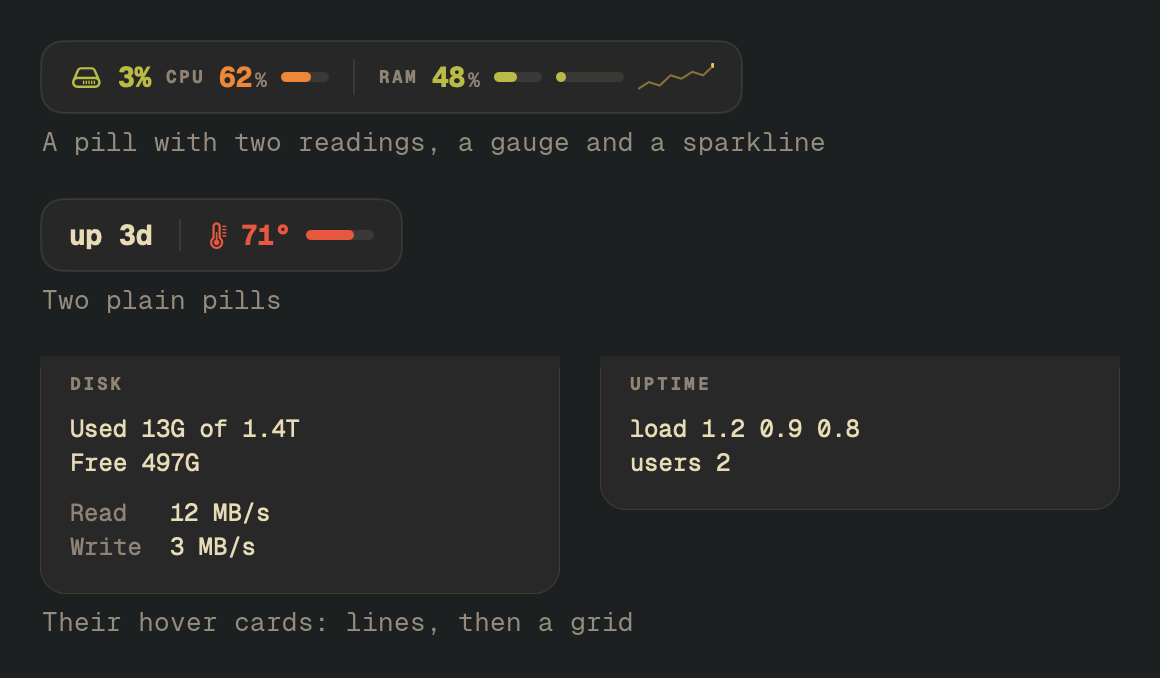 3% CPU 62% RAM 48%
A pill with two readings, a gauge and a sparkline
up 3d 71°
Two plain pills
DISK
Used 13G of 1.4T
Free 497G
Read 12 MB/s
Write 3 MB/s
UPTIME
load 1.2 0.9 0.8
users 2
Their hover cards: lines, then a grid